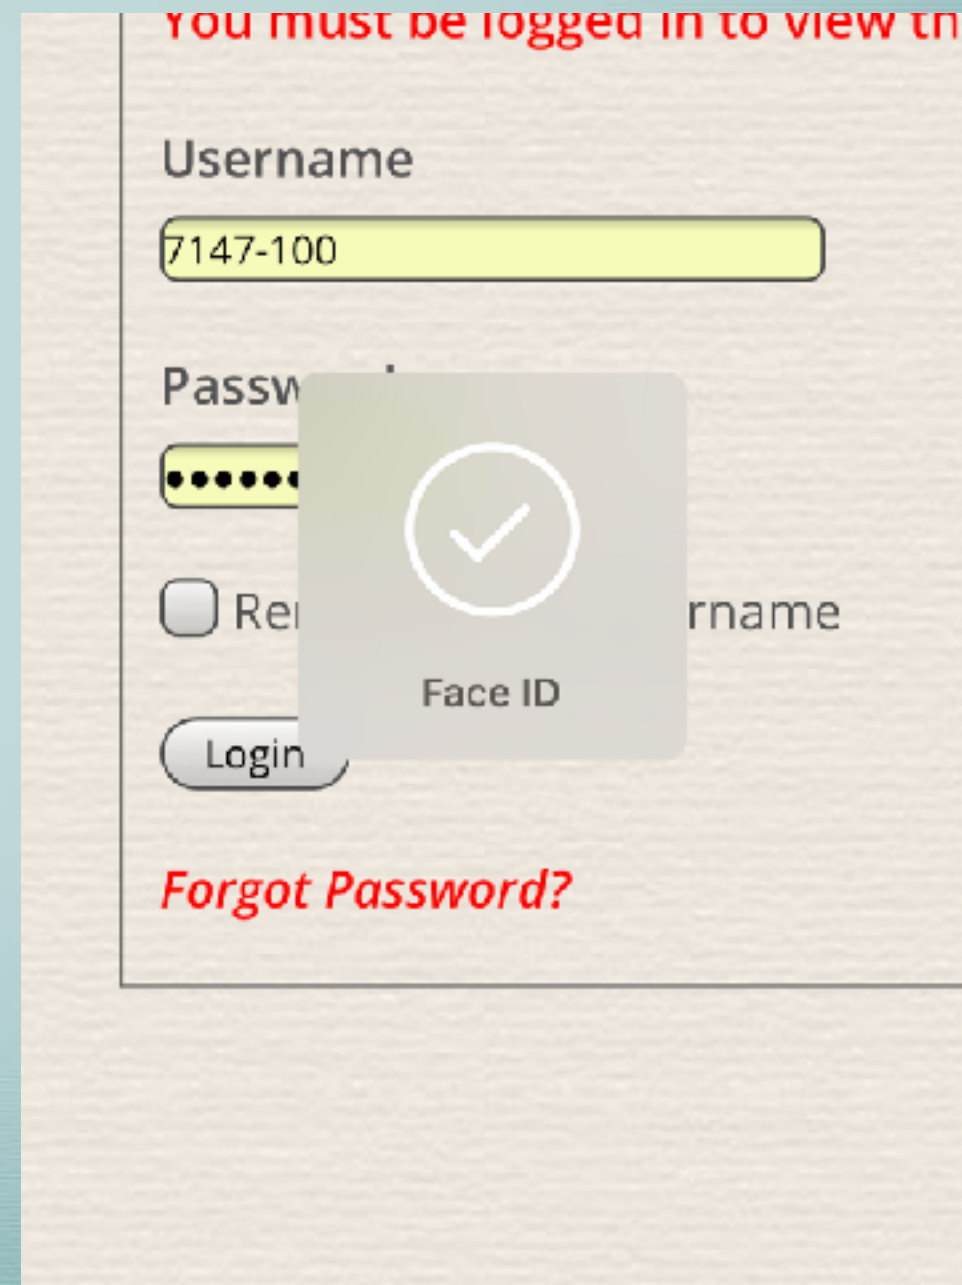 You must be logged in to view th
Username
7147-100
Passw
Rer
rname
Face ID
Login
Forgot Password?